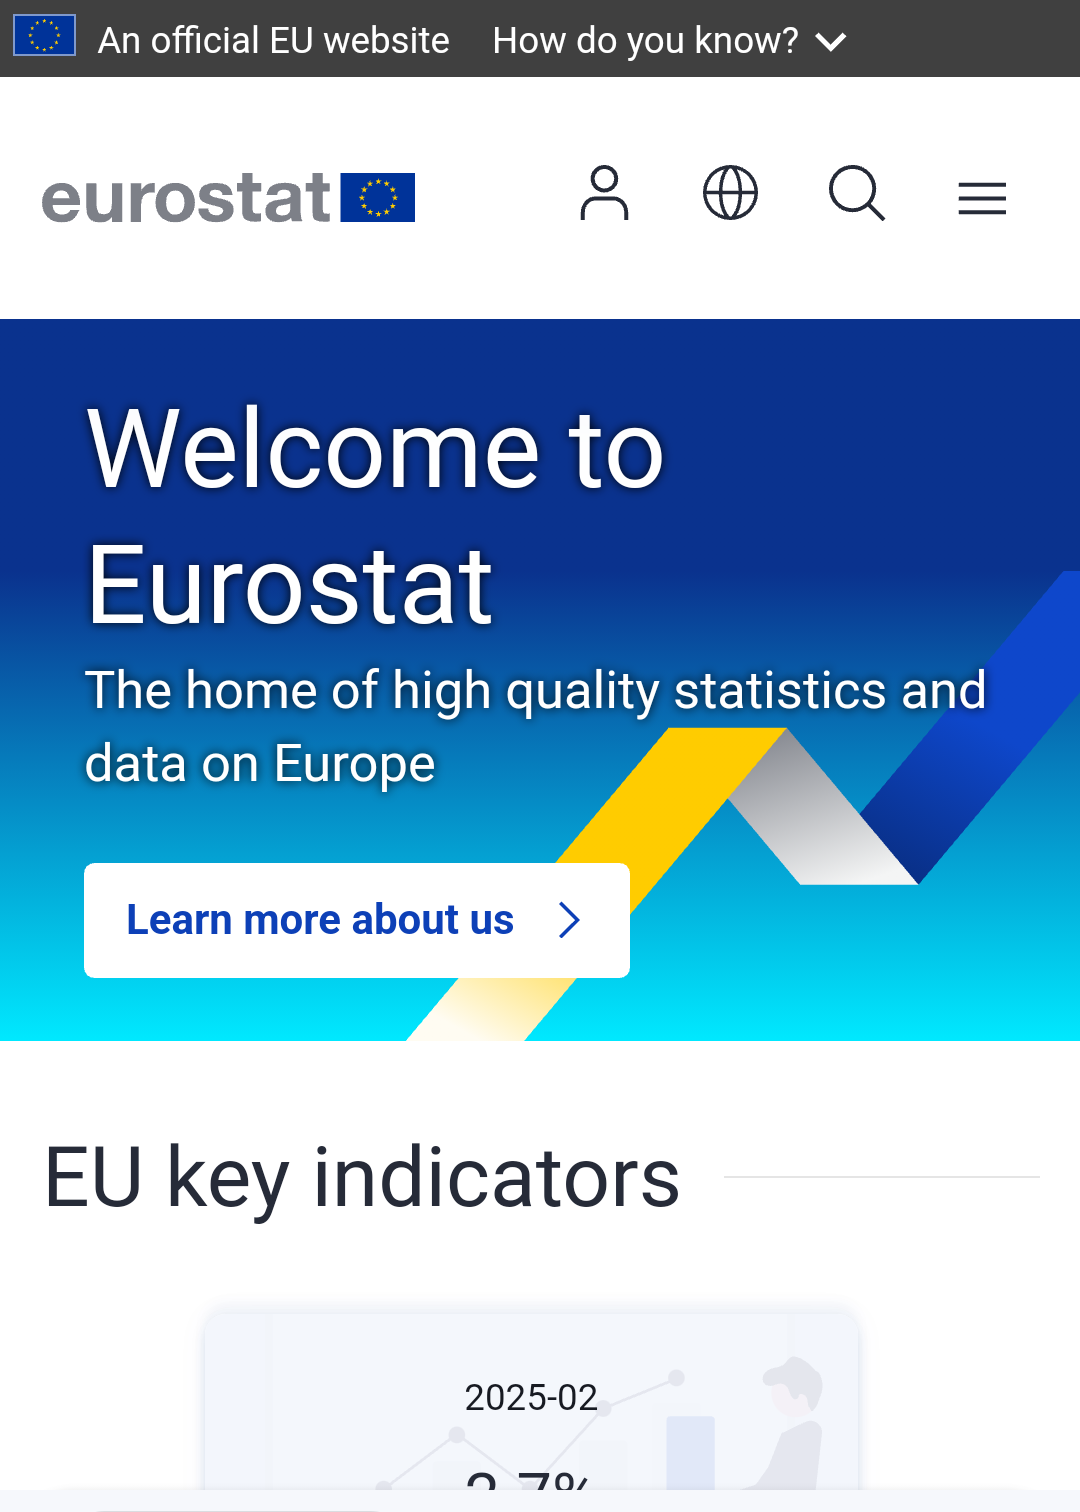 An official EU website How do you know?
eurostat
Welcome to
Eurostat
The home of high quality statistics and
data on Europe
Learn more about us
EU key indicators
2025-02